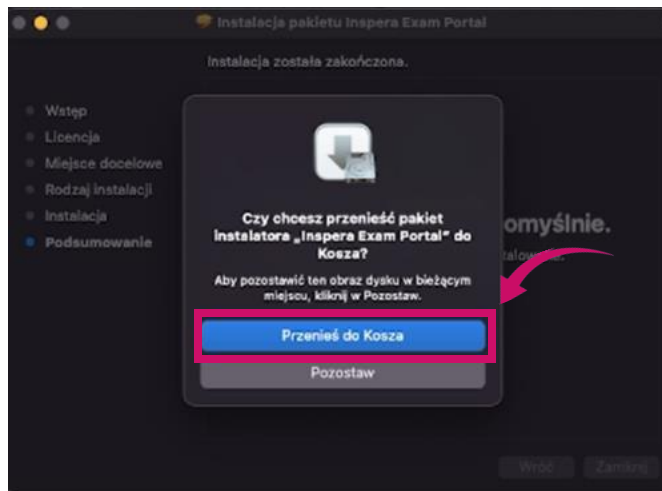 Instalacja pakietu Inspera Exam Portal
Instalacja została zakończona.
Wstęp
Licencja
Miejsce docelowe
Rodzaj instalacji
Instalacja
Podsumowanie
Czy chcesz przenieść pakiet
instalatora „Inspera Exam Portal” do
Kosza?
Aby pozostawić ten obraz dysku w bieżącym
miejscu, kliknij w Pozostaw.
Przenieś do Kosza
Pozostaw
omyślnie.
Wróć
Zamknij